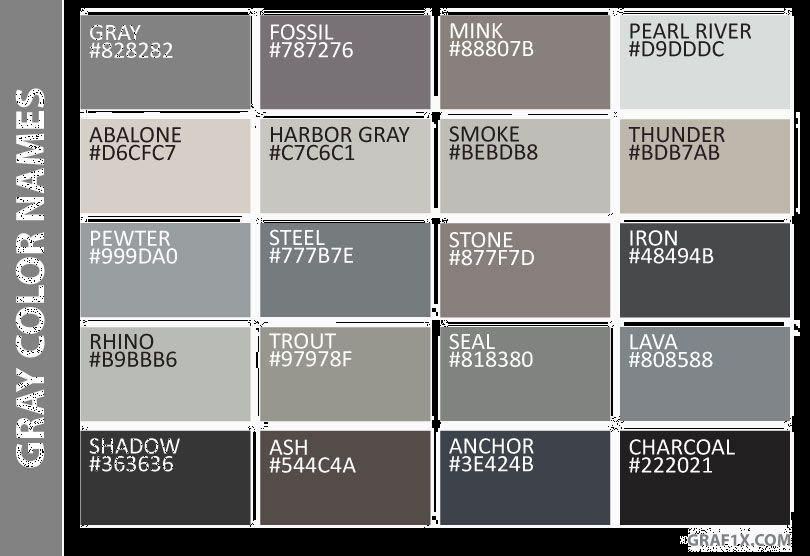 GRAY COLOR NAMES
GRAY
#828282
FOSSIL
#787276
MINK
#88807B
PEARL RIVER
#D9DDDC
ABALONE
#D6CFC7
HARBOR GRAY
#C7C6C1
SMOKE
#BEBDB8
THUNDER
#BDB7AB
PEWTER
#999DA0
STEEL
#777B7E
STONE
#877F7D
IRON
#48494B
RHINO
#B9BBB6
TROUT
#97978F
SEAL
#818380
LAVA
#808588
SHADOW
#363636
ASH
#544C4A
ANCHOR
#3E424B
CHARCOAL
#222021
GRAF1X.COM